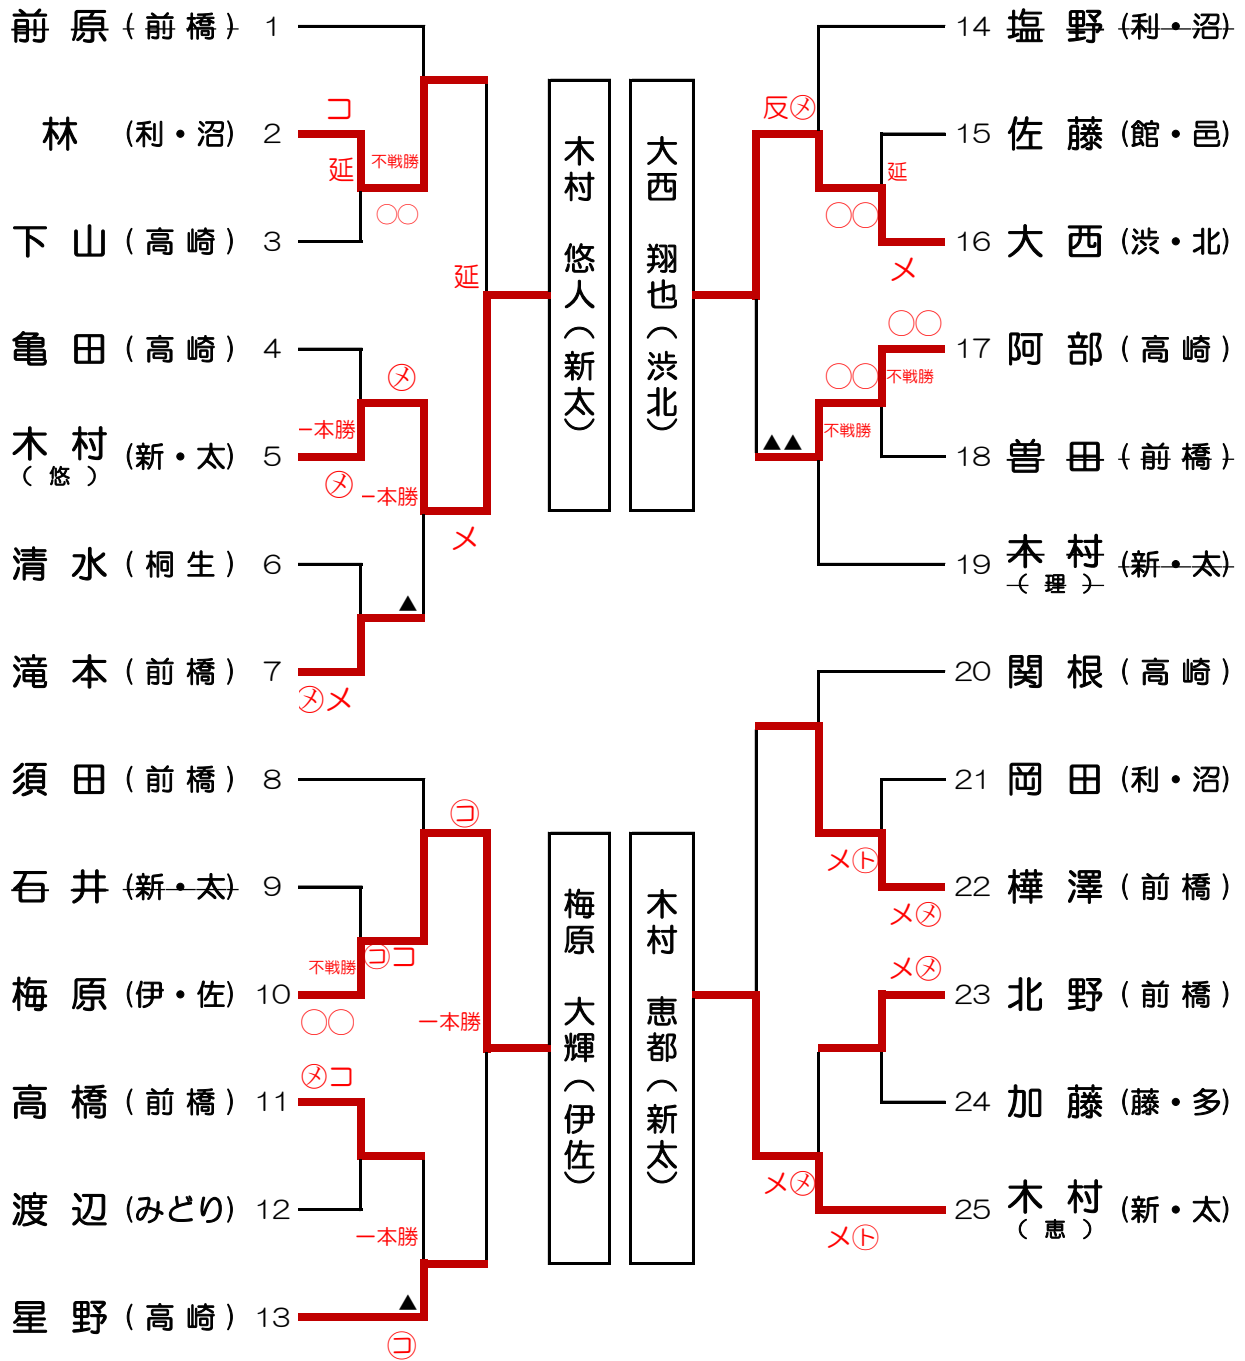 前原 (前橋) 1
コ
林 (利・沼) 2
延
不戦勝
〇〇
下山 (高崎) 3
延
亀田 (高崎) 4
㋱
一本勝
木村 (新・太) 5
(悠)
㋱
一本勝
メ
清水 (桐生) 6
▲
滝本 (前橋) 7
㋱メ
須田 (前橋) 8
㋙
石井 (新・太) 9
㋙コ
不戦勝
梅原 (伊・佐) 10
〇〇
一本勝
㋱コ
高橋 (前橋) 11
渡辺 (みどり) 12
一本勝
▲
星野 (高崎) 13
㋙
木村 悠人(新太)
大西 翔也(渋北)
梅原 大輝(伊佐)
木村 恵都(新太)
14 塩野 (利・沼)
反㋱
15 佐藤 (館・邑)
延
〇〇
16 大西 (渋・北)
メ
〇〇
17 阿部 (高崎)
〇〇
不戦勝
不戦勝
▲▲
18 曽田 (前橋)
19 木村 (新・太)
(理)
20 関根 (高崎)
21 岡田 (利・沼)
メ㋣
22 樺澤 (前橋)
メ㋱
メ㋱
23 北野 (前橋)
24 加藤 (藤・多)
メ㋱
25 木村 (新・太)
(恵)
メ㋣